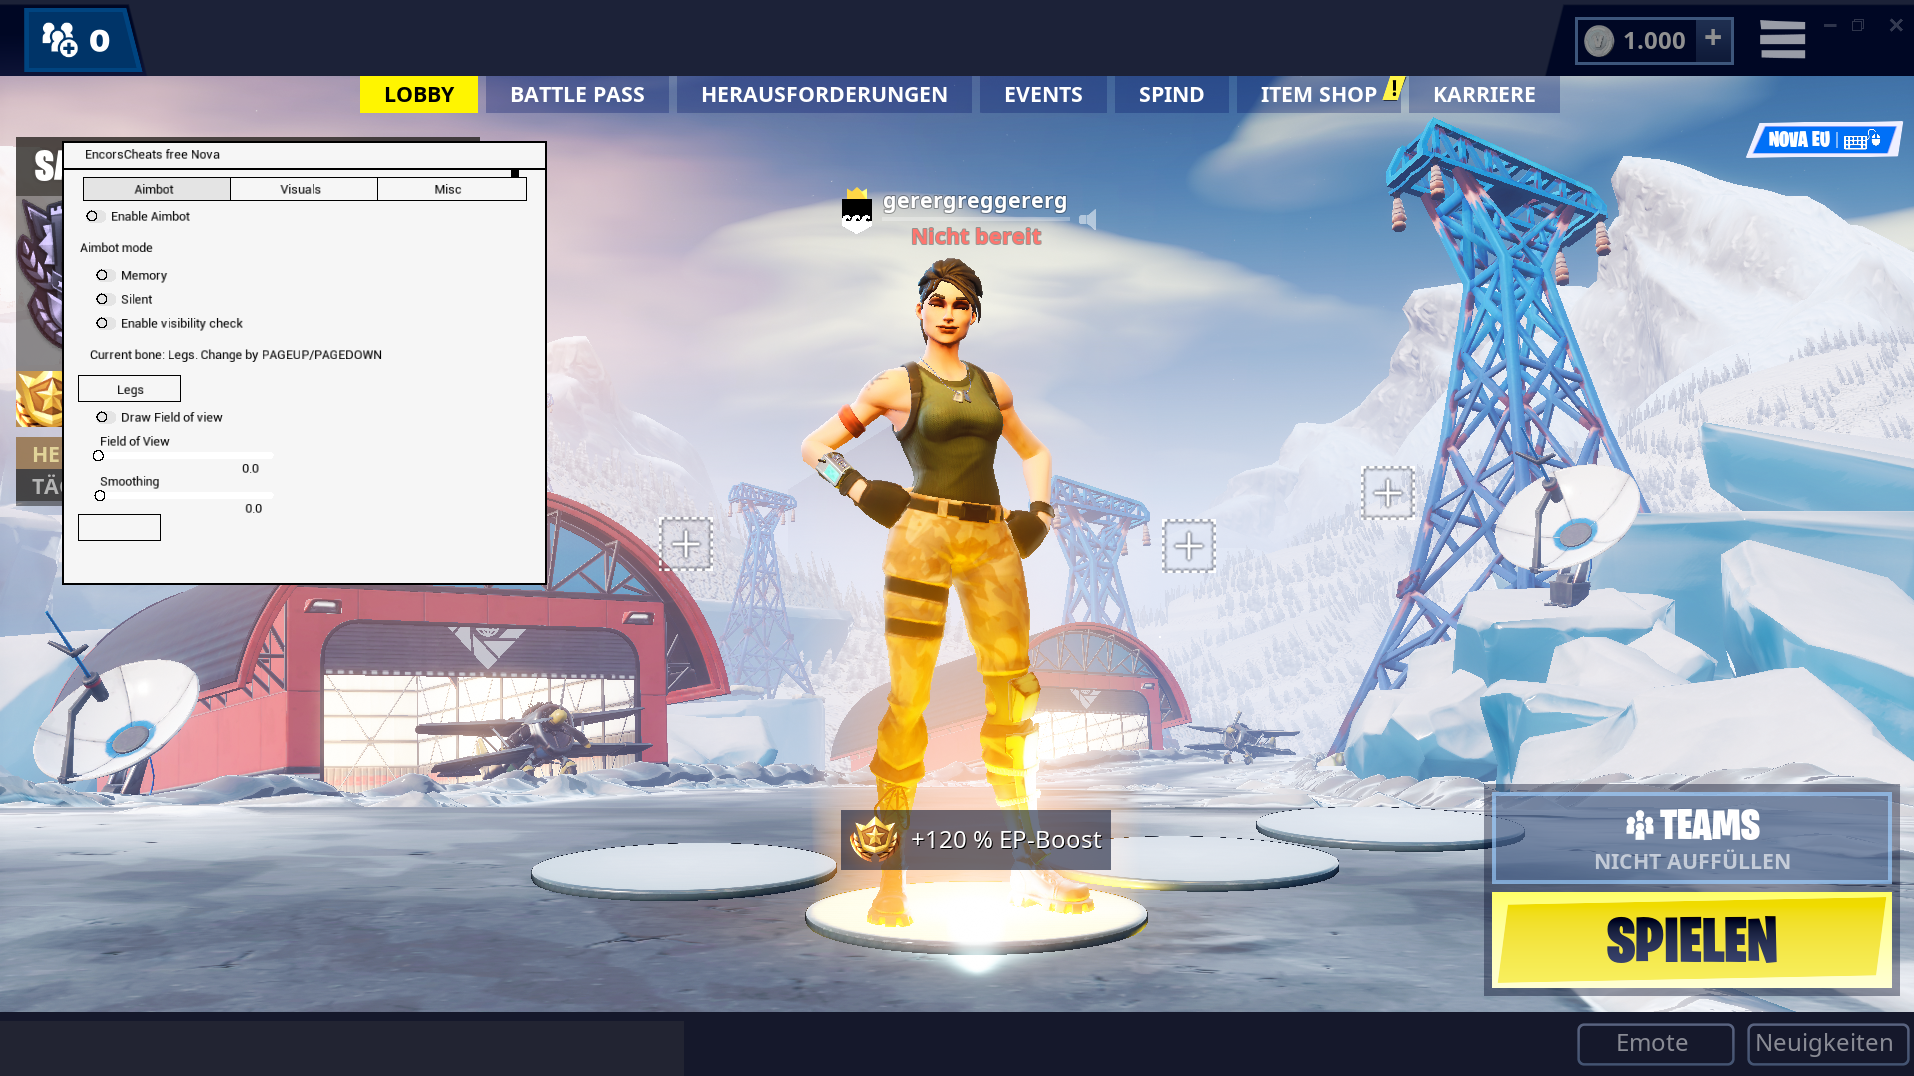 0
1.000
LOBBY
BATTLE PASS
HERAUSFORDERUNGEN
EVENTS
SPIND
ITEM SHOP
!
KARRIERE
NOVA EU
EncorsCheats free Nova
Aimbot
Visuals
Misc
Enable Aimbot
Aimbot mode
Memory
Silent
Enable visibility check
Current bone: Legs. Change by PAGEUP/PAGEDOWN
Legs
Draw Field of view
Field of View
0.0
Smoothing
0.0
HE
gerergreggererg
Nicht bereit
+120 % EP-Boost
TEAMS
NICHT AUFFÜLLEN
SPIELEN
Emote
Neuigkeiten